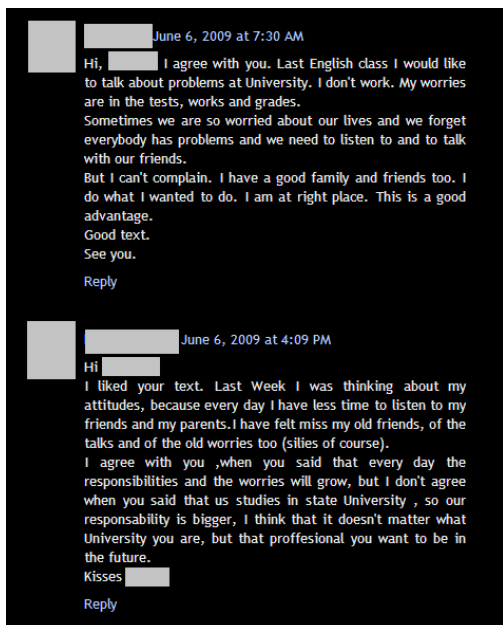 June 6, 2009 at 7:30 AM
Hi, I agree with you. Last English class I would like
to talk about problems at University. I don't work. My worries
are in the tests, works and grades.
Sometimes we are so worried about our lives and we forget
everybody has problems and we need to listen to and to talk
with our friends.
But I can't complain. I have a good family and friends too. I
do what I wanted to do. I am at right place. This is a good
advantage.
Good text.
See you.
Reply
June 6, 2009 at 4:09 PM
Hi
I liked your text. Last Week I was thinking about my
attitudes, because every day I have less time to listen to my
friends and my parents.I have felt miss my old friends, of the
talks and of the old worries too (silies of course).
I agree with you ,when you said that every day the
responsibilities and the worries will grow, but I don't agree
when you said that us studies in state University , so our
responsability is bigger, I think that it doesn't matter what
University you are, but that proffesional you want to be in
the future.
Kisses
Reply